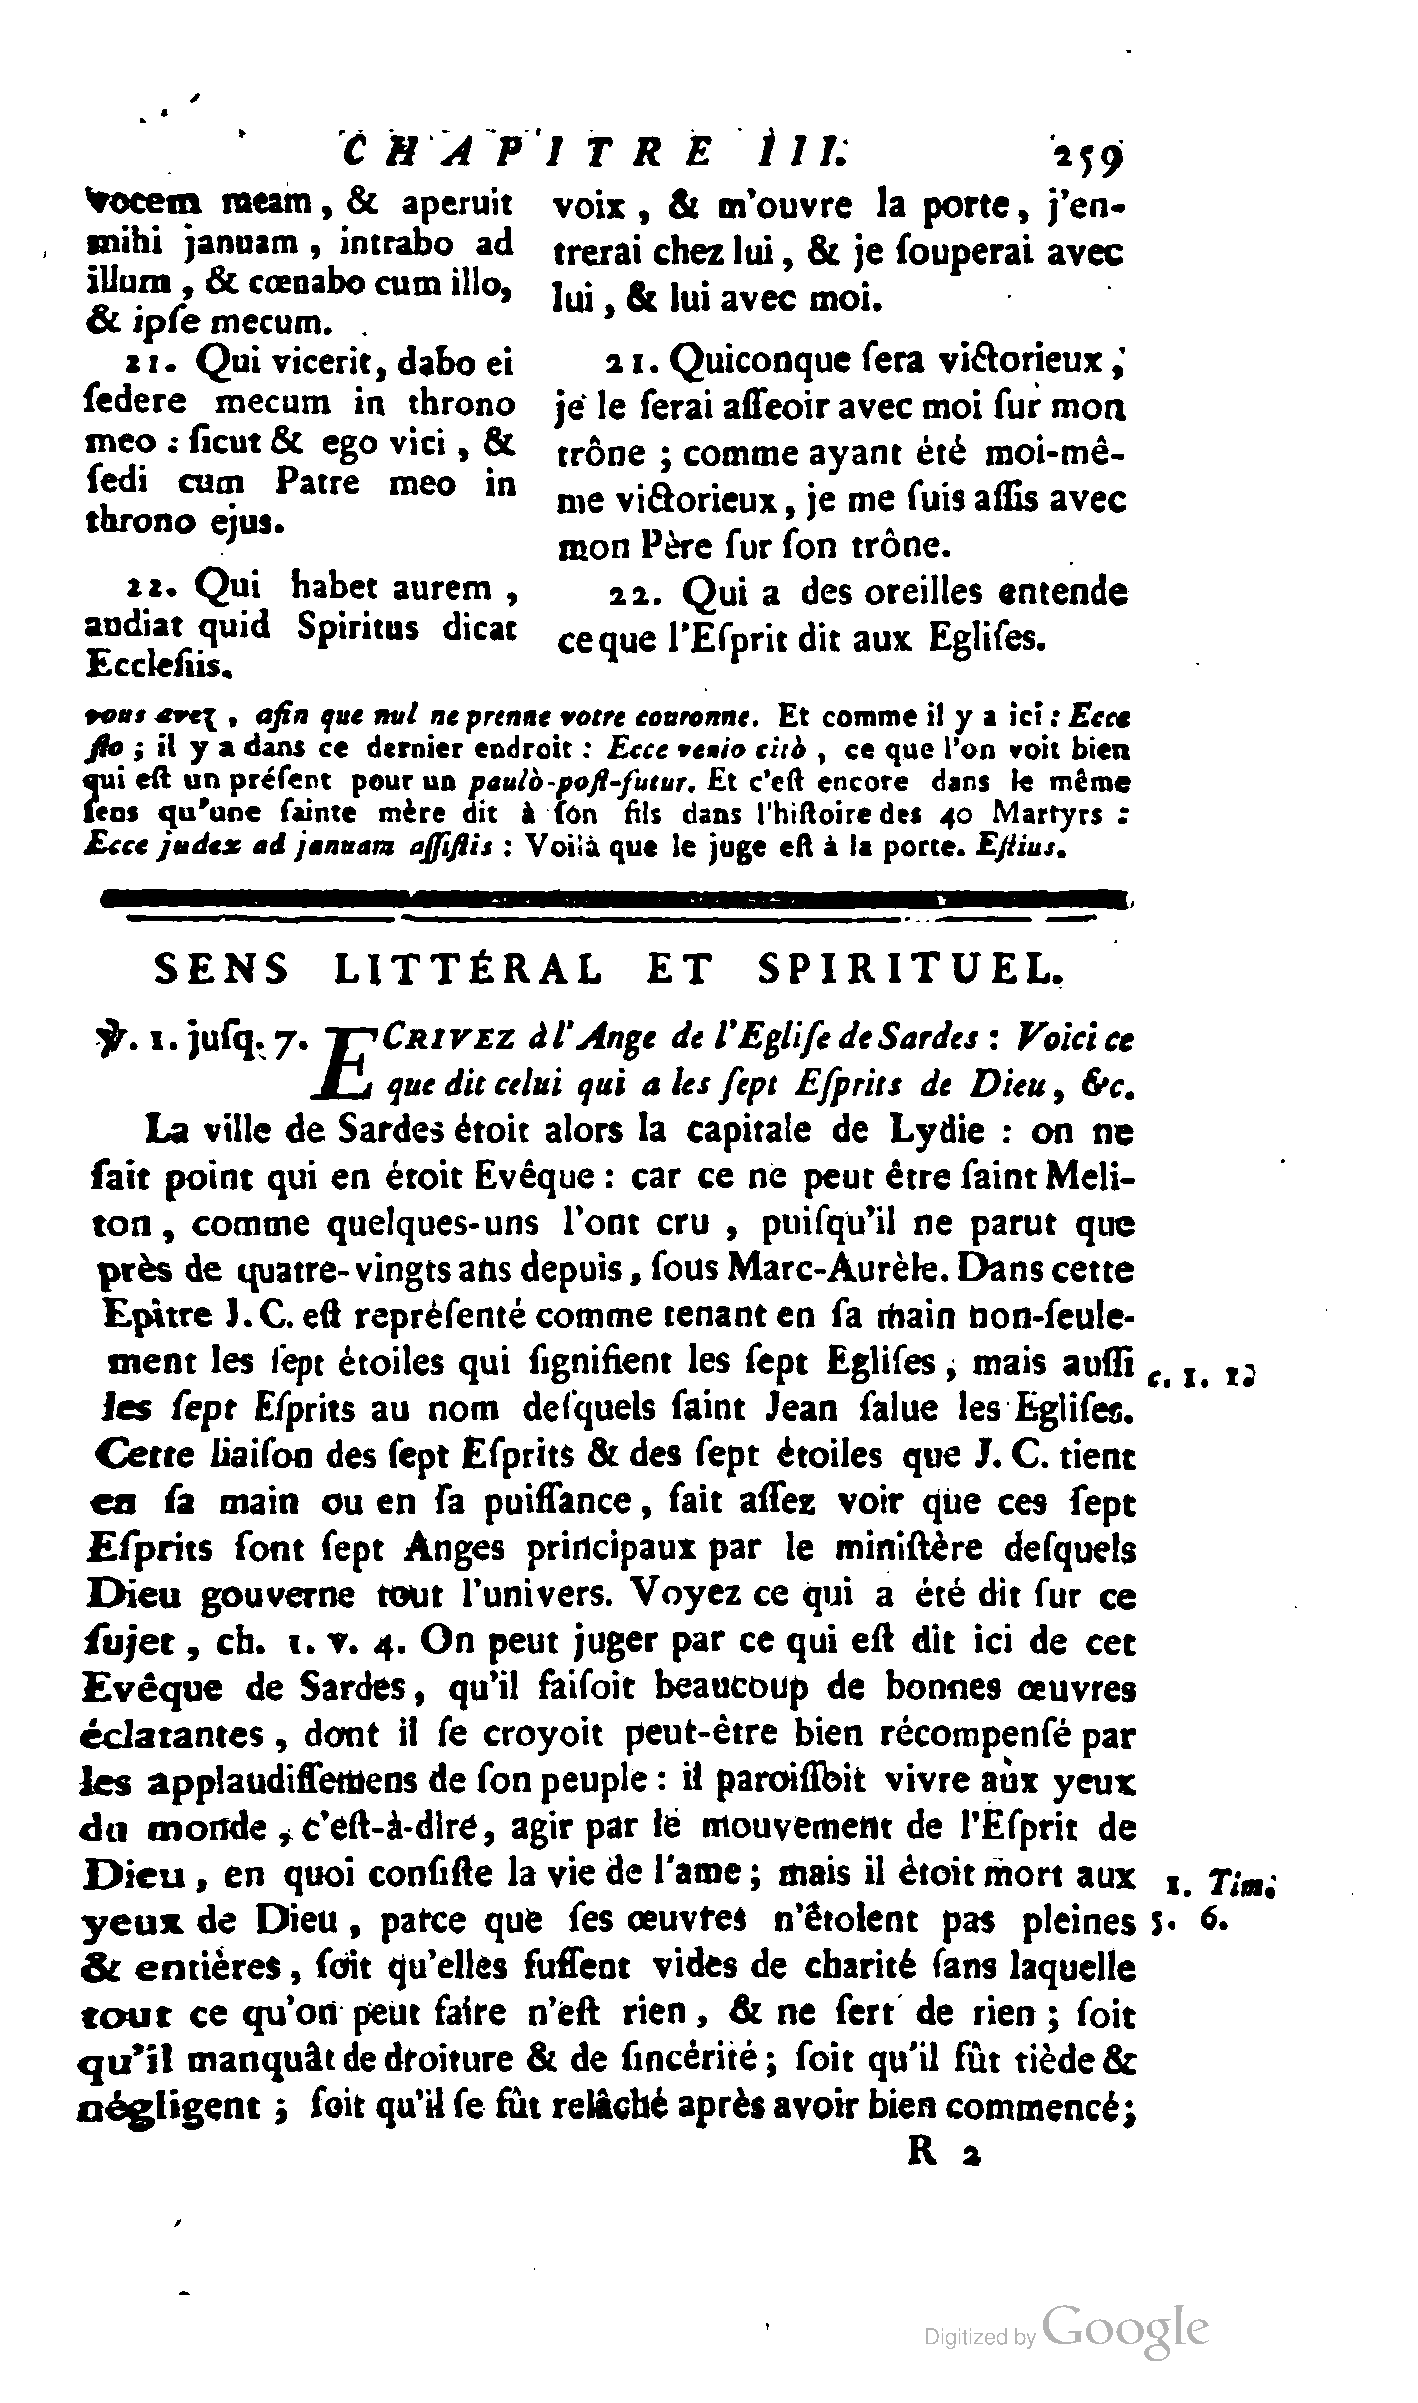 CHAPITRE III. 259
vocem meam, & aperuit
mihi januam, intrabo ad
illum, & cœnabo cum illo,
& ipſe mecum.
21. Qui vicerit, dabo ei
ſedere mecum in throno
meo : ſicut & ego vici, &
ſedi cum Patre meo in
throno ejus.
22. Qui habet aurem,
audiat quid Spiritus dicat
Eccleſiis.
voix, & m'ouvre la porte, j'en-
trerai chez lui, & je ſouperai avec
lui, & lui avec moi.
21. Quiconque ſera victorieux,
je le ferai aſſeoir avec moi ſur mon
trône ; comme ayant été moi-mê-
me victorieux, je me ſuis aſſis avec
mon Père ſur ſon trône.
22. Qui a des oreilles entende
ce que l'Eſprit dit aux Egliſes.
vous avez, afin que nul ne prenne votre couronne. Et comme il y a ici : Ecce
ſto ; il y a dans ce dernier endroit : Ecce venio citò, ce que l'on voit bien
qui eſt un préſent pour un paulò-poſt-futur. Et c'eſt encore dans le même
ſens qu'une ſainte mère dit à ſon fils dans l'hiſtoire des 40 Martyrs :
Ecce judex ad januam aſſiſtis : Voilà que le juge eſt à la porte. Eſtius.
SENS LITTÉRAL ET SPIRITUEL.
℣. 1. juſq. 7. ECRIVEZ à l'Ange de l'Egliſe de Sardes : Voici ce
que dit celui qui a les ſept Eſprits de Dieu, &c.
La ville de Sardes étoit alors la capitale de Lydie : on ne
ſait point qui en étoit Evêque : car ce ne peut être ſaint Meli-
ton, comme quelques-uns l'ont cru, puiſqu'il ne parut que
près de quatre-vingts ans depuis, ſous Marc-Aurèle. Dans cette
Epître J. C. eſt repréſenté comme tenant en ſa main non-ſeule-
ment les ſept étoiles qui ſignifient les ſept Egliſes, mais auſſi
c. 1. 12
les ſept Eſprits au nom deſquels ſaint Jean ſalue les Egliſes.
Cette liaiſon des ſept Eſprits & des ſept étoiles que J. C. tient
en ſa main ou en ſa puiſſance, fait aſſez voir que ces ſept
Eſprits ſont ſept Anges principaux par le miniſtère deſquels
Dieu gouverne tout l'univers. Voyez ce qui a été dit ſur ce
ſujet, ch. 1. v. 4. On peut juger par ce qui eſt dit ici de cet
Evêque de Sardes, qu'il faiſoit beaucoup de bonnes œuvres
éclatantes, dont il ſe croyoit peut-être bien récompenſé par
les applaudiſſemens de ſon peuple : il paroiſſoit vivre aux yeux
du monde, c'eſt-à-dire, agir par le mouvement de l'Eſprit de
Dieu, en quoi conſiſte la vie de l'ame ; mais il étoit mort aux
1. Tim.
yeux de Dieu, parce que ſes œuvres n'étoient pas pleines
5. 6.
& entières, ſoit qu'elles fuſſent vides de charité ſans laquelle
tout ce qu'on peut faire n'eſt rien, & ne ſert de rien ; ſoit
qu'il manquât de droiture & de ſincérité ; ſoit qu'il fût tiède &
négligent ; ſoit qu'il ſe fût relâché après avoir bien commencé ;
R 2
Digitized by Google